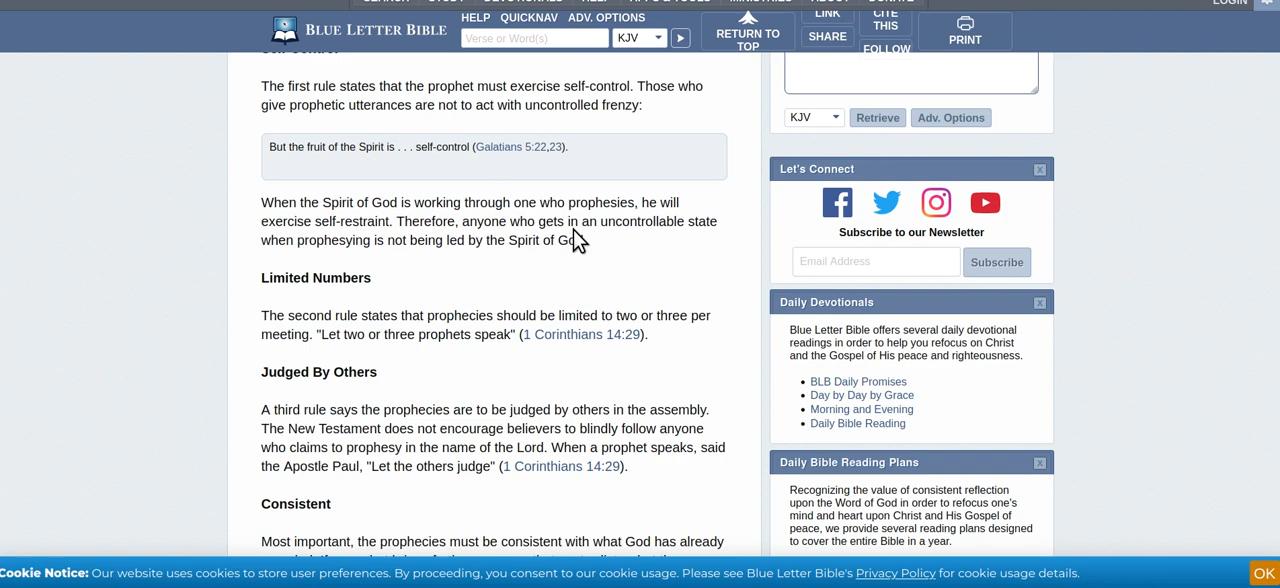 LOGIN
BLUE LETTER BIBLE
HELP QUICKNAV ADV. OPTIONS
Verse or Word(s)
KJV
RETURN TO
TOP
LINK
SHARE
CITE
THIS
FOLLOW
PRINT
The first rule states that the prophet must exercise self-control. Those who
give prophetic utterances are not to act with uncontrolled frenzy:
But the fruit of the Spirit is . . . self-control (Galatians 5:22,23).
When the Spirit of God is working through one who prophesies, he will
exercise self-restraint. Therefore, anyone who gets in an uncontrollable state
when prophesying is not being led by the Spirit of God.
Limited Numbers
The second rule states that prophecies should be limited to two or three per
meeting. "Let two or three prophets speak" (1 Corinthians 14:29).
Judged By Others
A third rule says the prophecies are to be judged by others in the assembly.
The New Testament does not encourage believers to blindly follow anyone
who claims to prophesy in the name of the Lord. When a prophet speaks, said
the Apostle Paul, "Let the others judge" (1 Corinthians 14:29).
Consistent
Most important, the prophecies must be consistent with what God has already
KJV
Retrieve
Adv. Options
Let's Connect
X
Subscribe to our Newsletter
Email Address
Subscribe
Daily Devotionals
X
Blue Letter Bible offers several daily devotional
readings in order to help you refocus on Christ
and the Gospel of His peace and righteousness.
BLB Daily Promises
Day by Day by Grace
Morning and Evening
Daily Bible Reading
Daily Bible Reading Plans
X
Recognizing the value of consistent reflection
upon the Word of God in order to refocus one's
mind and heart upon Christ and His Gospel of
peace, we provide several reading plans designed
to cover the entire Bible in a year.
Cookie Notice: Our website uses cookies to store user preferences. By proceeding, you consent to our cookie usage. Please see Blue Letter Bible's Privacy Policy for cookie usage details.
OK